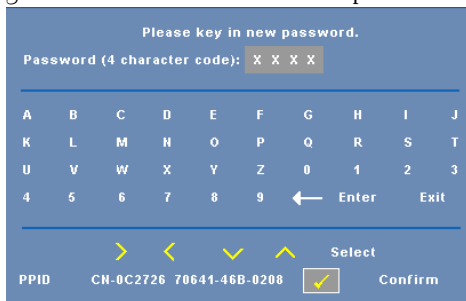 Please key in new password.
Password (4 character code): X X X X
A B C D E F G H I J
K L M N O P Q R S T
U V W X Y Z 0 1 2 3
4 5 6 7 8 9 ← Enter Exit
> < ∨ ∧ Select
PPID CN-0C2726 70641-46B-0208 ✓ Confirm